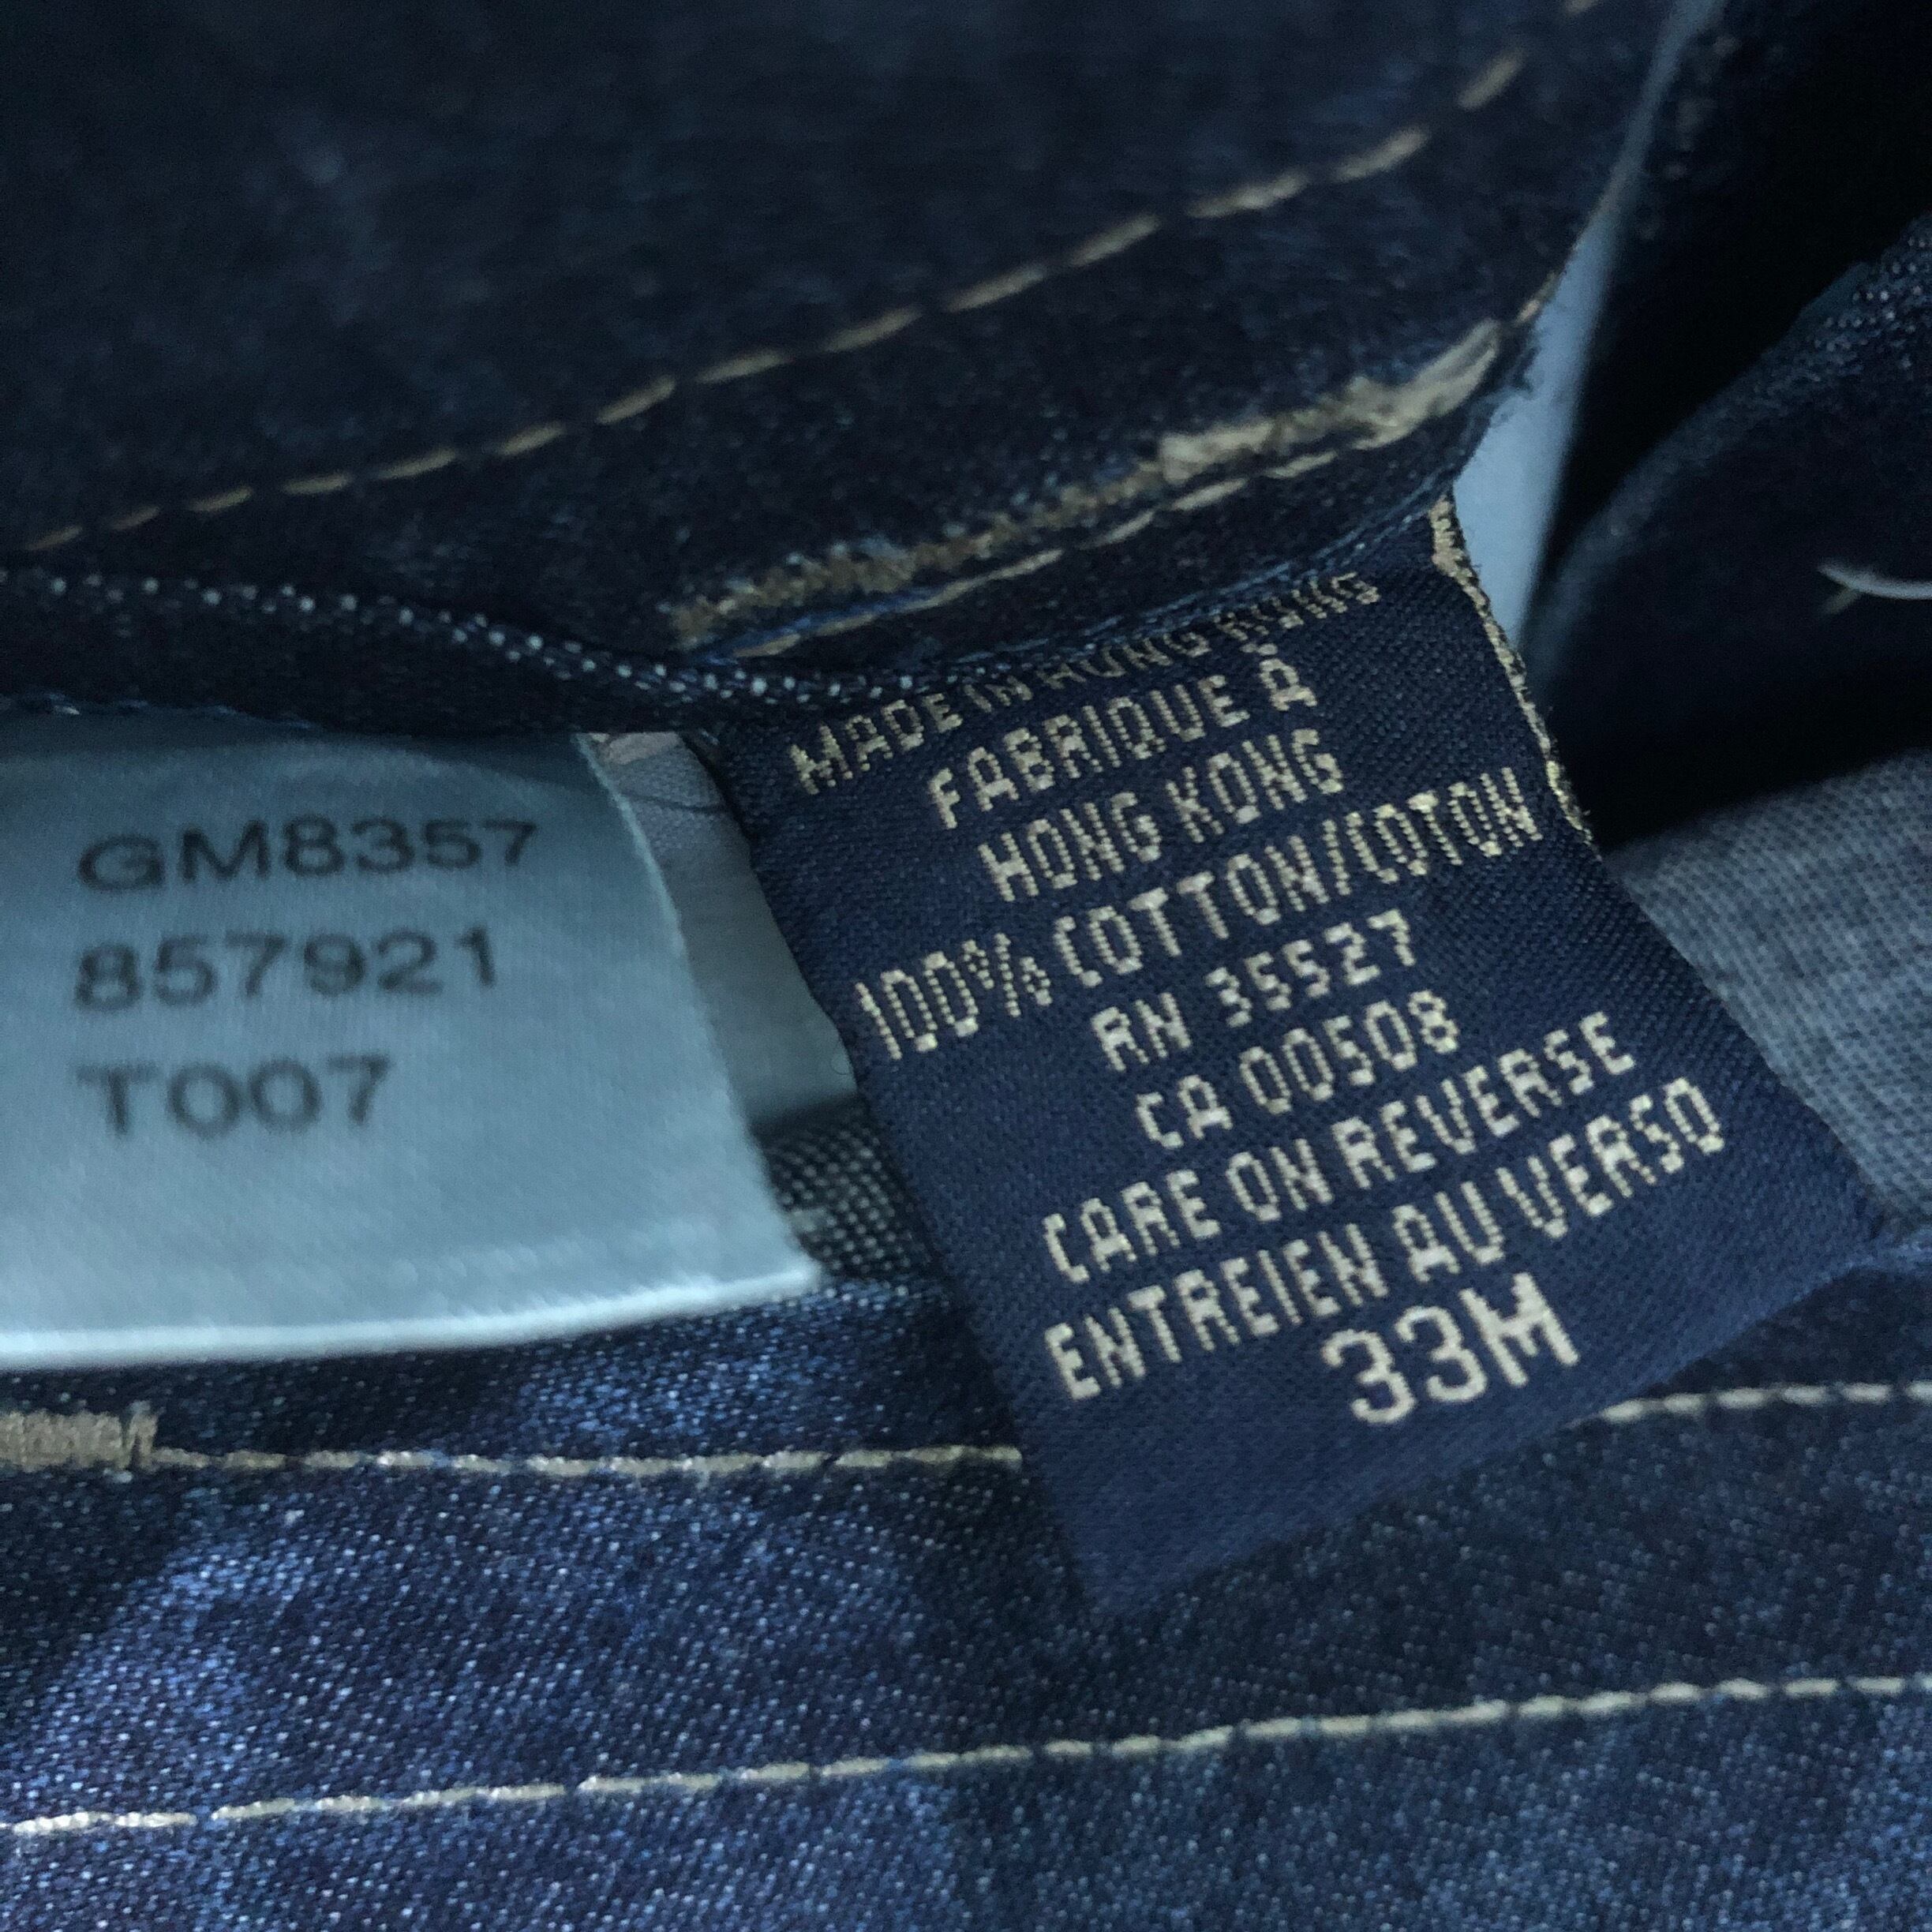 GM8357
857921
T007
MADE IN HONG KONG
FABRIQUE À
HONG KONG
100% COTTON/COTON
RN 35527
CA 00508
CARE ON REVERSE
ENTREIEN AU VERSO
33M